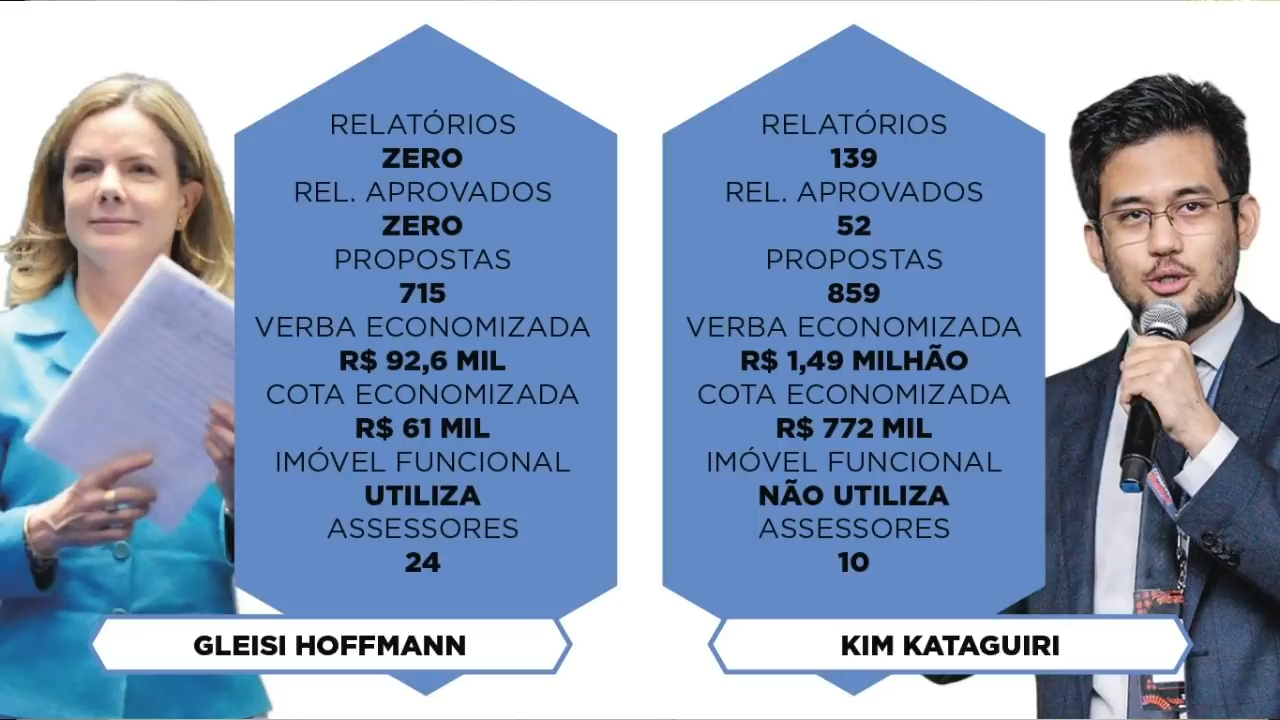 RELATÓRIOS
ZERO
REL. APROVADOS
ZERO
PROPOSTAS
715
VERBA ECONOMIZADA
R$ 92,6 MIL
COTA ECONOMIZADA
R$ 61 MIL
IMÓVEL FUNCIONAL
UTILIZA
ASSESSORES
24
GLEISI HOFFMANN
RELATÓRIOS
139
REL. APROVADOS
52
PROPOSTAS
859
VERBA ECONOMIZADA
R$ 1,49 MILHÃO
COTA ECONOMIZADA
R$ 772 MIL
IMÓVEL FUNCIONAL
NÃO UTILIZA
ASSESSORES
10
KIM KATAGUIRI